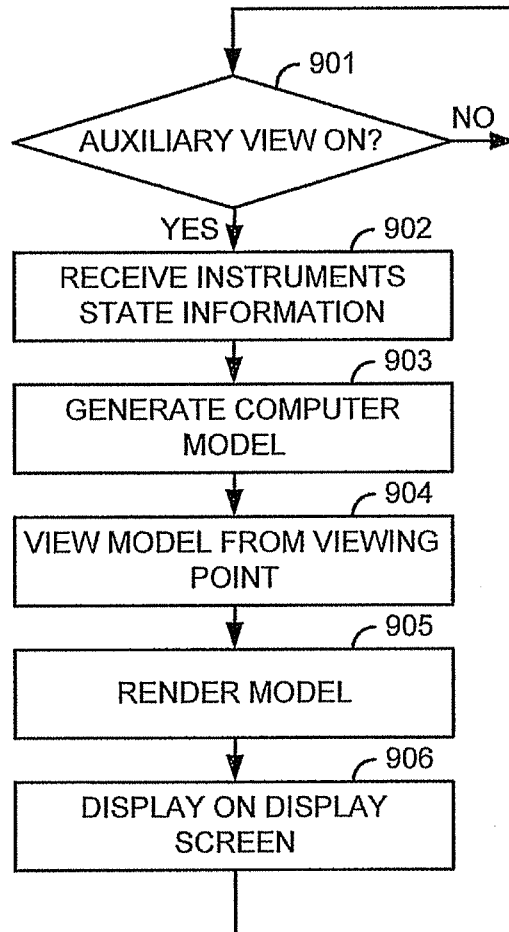 901
AUXILIARY VIEW ON?
NO
YES
902
RECEIVE INSTRUMENTS
STATE INFORMATION
903
GENERATE COMPUTER
MODEL
904
VIEW MODEL FROM VIEWING
POINT
905
RENDER MODEL
906
DISPLAY ON DISPLAY
SCREEN